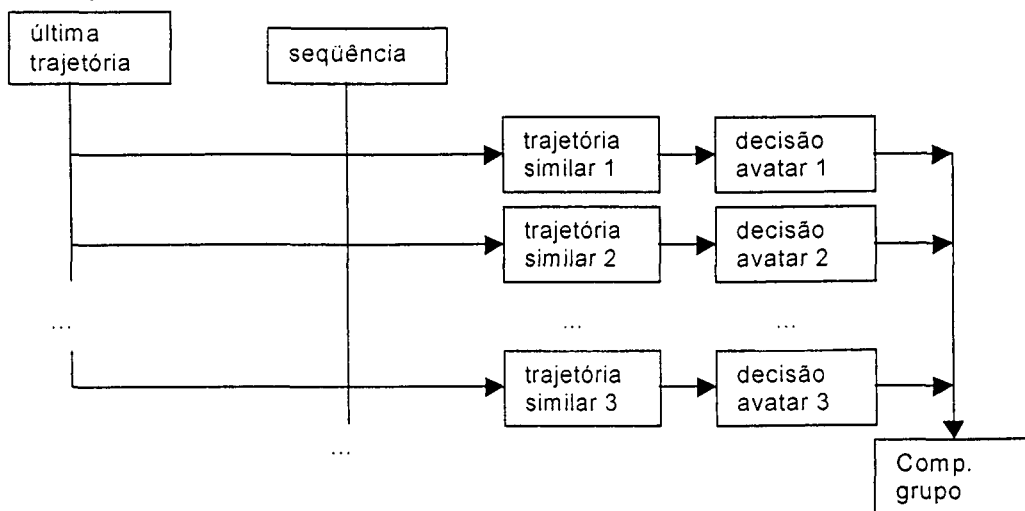 última
trajetória
seqüência
trajetória
similar 1
decisão
avatar 1
trajetória
similar 2
decisão
avatar 2
...
...
...
trajetória
similar 3
decisão
avatar 3
...
Comp.
grupo